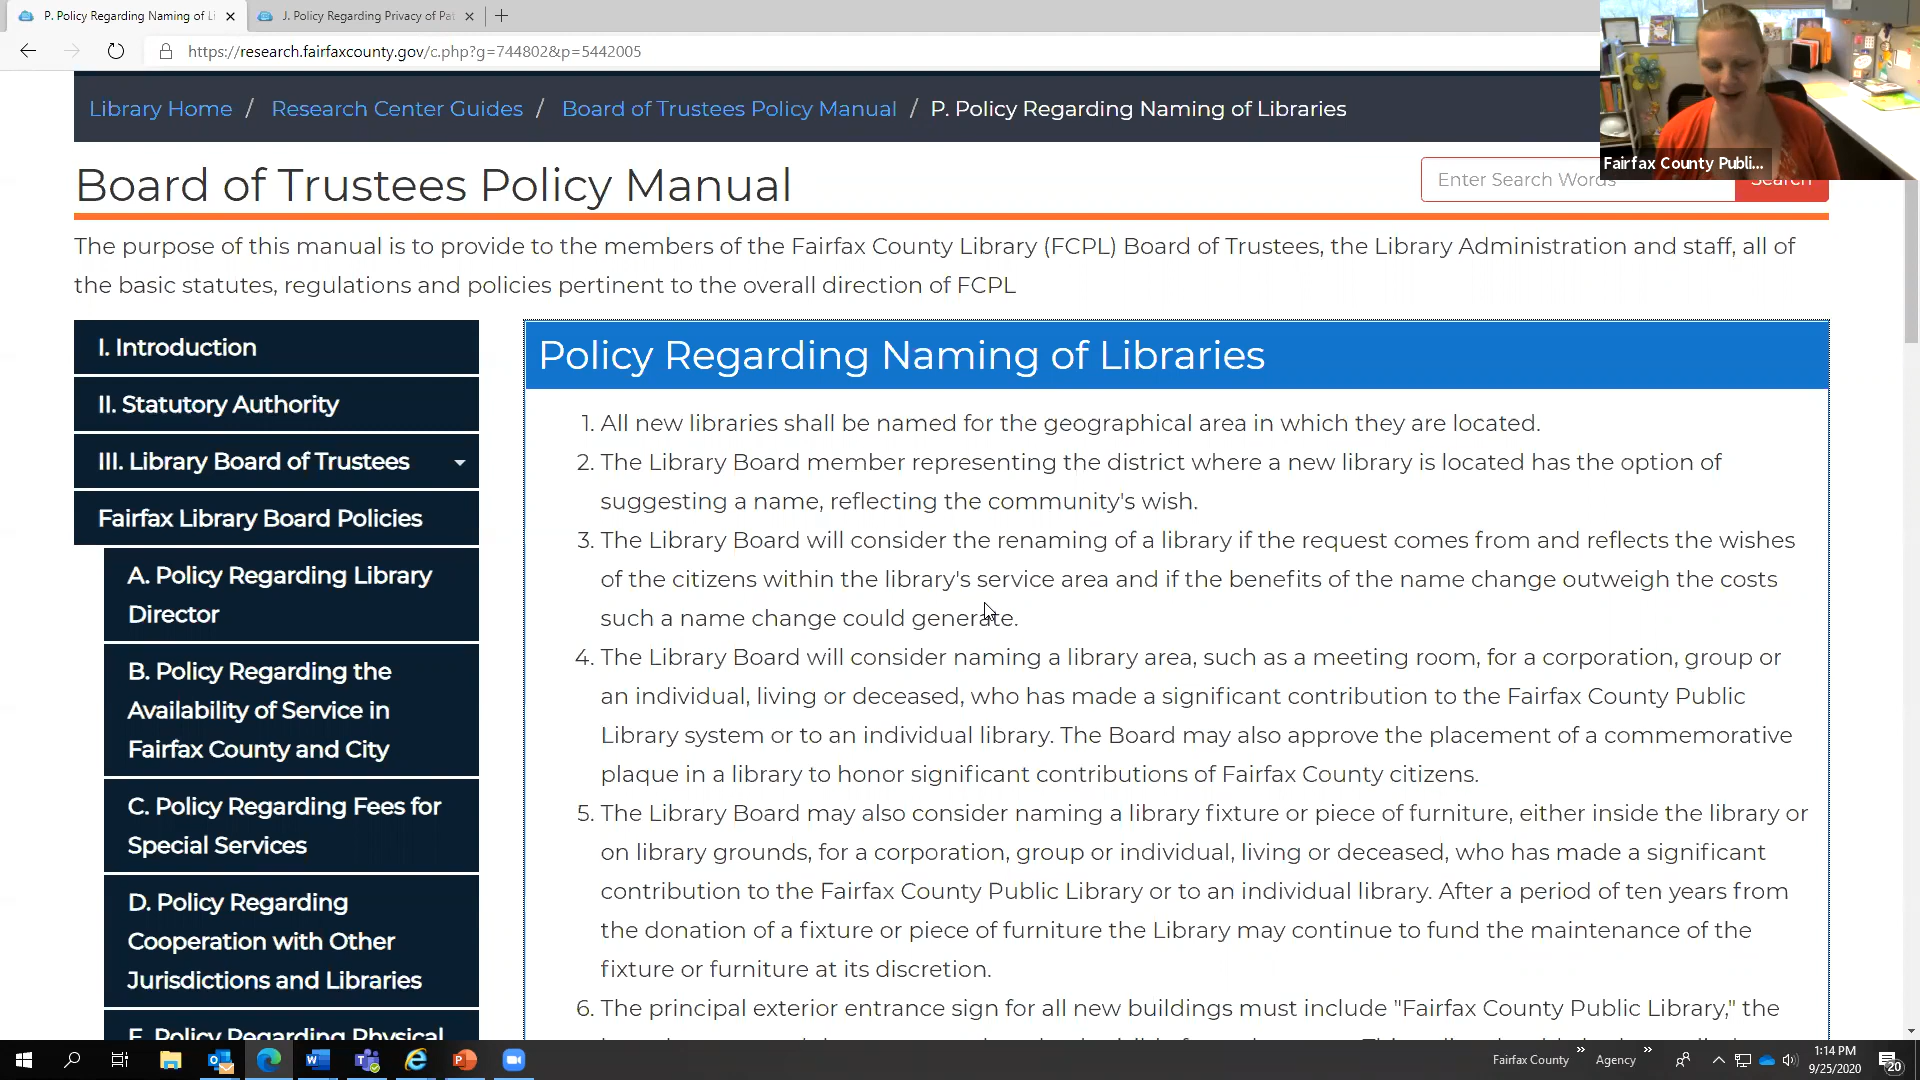 P. Policy Regarding Naming of Li
J. Policy Regarding Privacy of Pat
https://research.fairfaxcounty.gov/c.php?g=744802&p=5442005
Library Home / Research Center Guides / Board of Trustees Policy Manual / P. Policy Regarding Naming of Libraries
Fairfax County Publi...
Board of Trustees Policy Manual
Enter Search Words
Search
The purpose of this manual is to provide to the members of the Fairfax County Library (FCPL) Board of Trustees, the Library Administration and staff, all of
the basic statutes, regulations and policies pertinent to the overall direction of FCPL
I. Introduction
II. Statutory Authority
III. Library Board of Trustees
Fairfax Library Board Policies
A. Policy Regarding Library
Director
B. Policy Regarding the
Availability of Service in
Fairfax County and City
C. Policy Regarding Fees for
Special Services
D. Policy Regarding
Cooperation with Other
Jurisdictions and Libraries
E. Policy Regarding Physical
Policy Regarding Naming of Libraries
1. All new libraries shall be named for the geographical area in which they are located.
2. The Library Board member representing the district where a new library is located has the option of
suggesting a name, reflecting the community's wish.
3. The Library Board will consider the renaming of a library if the request comes from and reflects the wishes
of the citizens within the library's service area and if the benefits of the name change outweigh the costs
such a name change could generate.
4. The Library Board will consider naming a library area, such as a meeting room, for a corporation, group or
an individual, living or deceased, who has made a significant contribution to the Fairfax County Public
Library system or to an individual library. The Board may also approve the placement of a commemorative
plaque in a library to honor significant contributions of Fairfax County citizens.
5. The Library Board may also consider naming a library fixture or piece of furniture, either inside the library or
on library grounds, for a corporation, group or individual, living or deceased, who has made a significant
contribution to the Fairfax County Public Library or to an individual library. After a period of ten years from
the donation of a fixture or piece of furniture the Library may continue to fund the maintenance of the
fixture or furniture at its discretion.
6. The principal exterior entrance sign for all new buildings must include "Fairfax County Public Library," the
Fairfax County
Agency
1:14 PM
9/25/2020
20